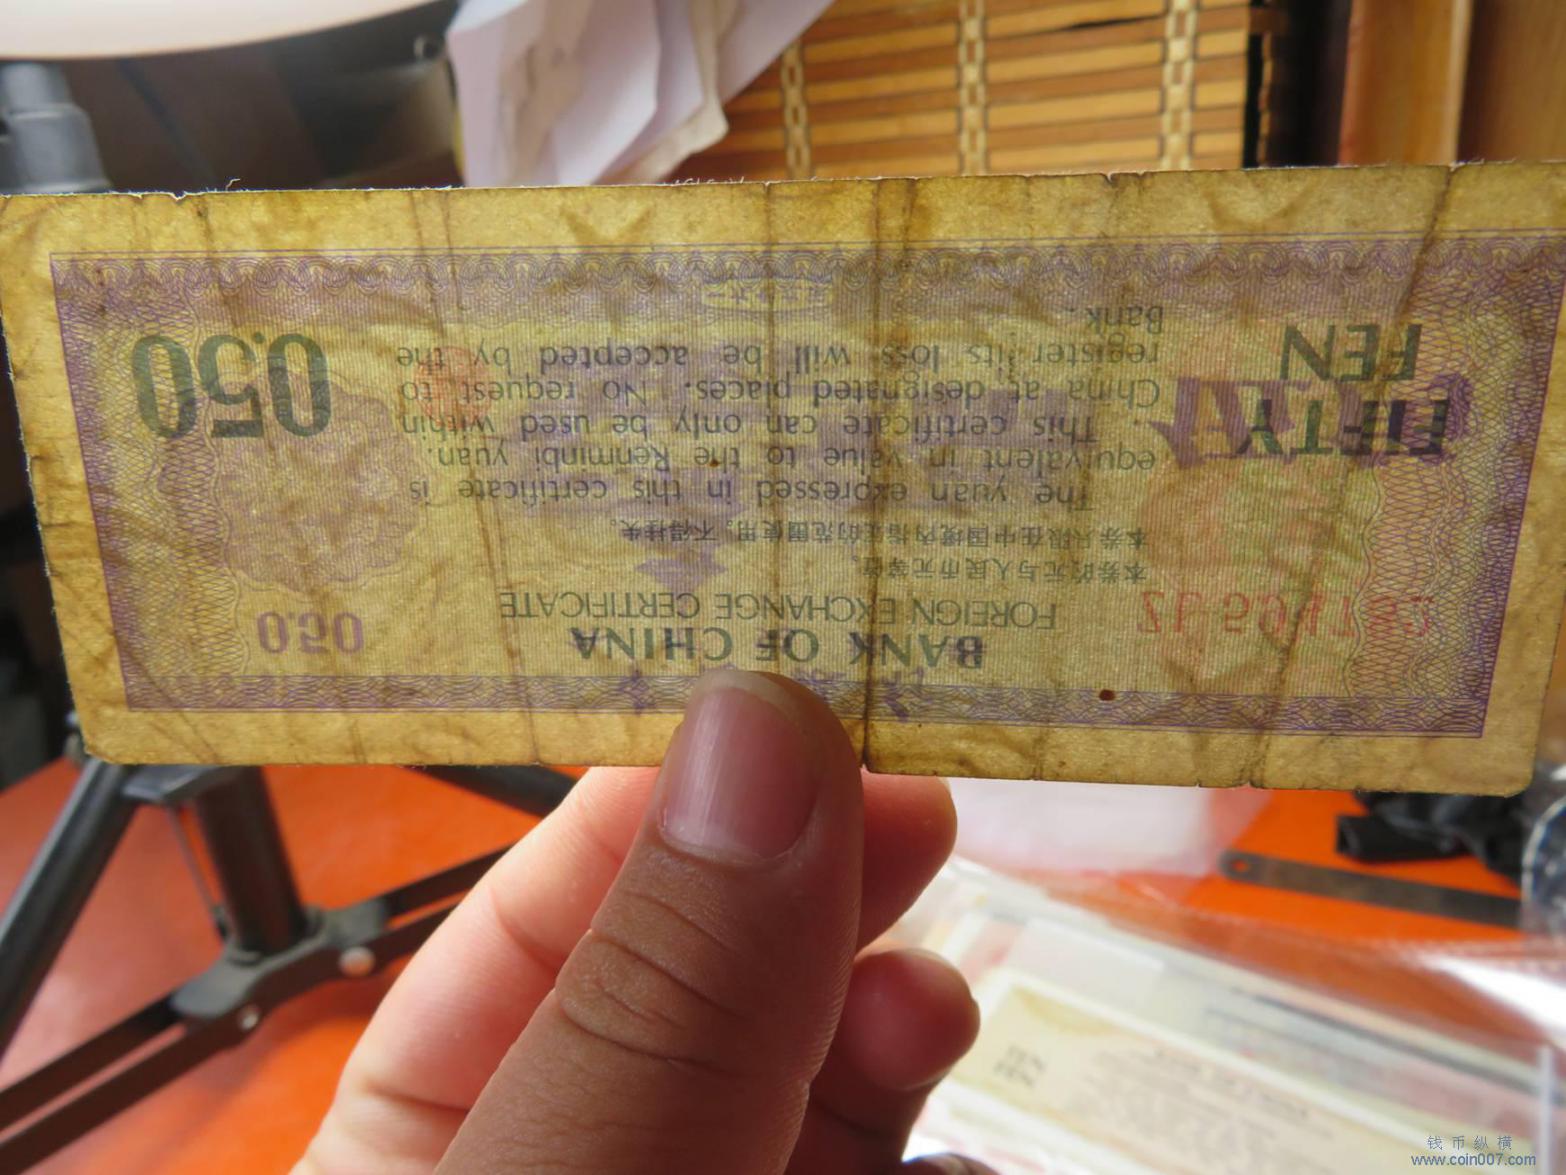 BANK OF CHINA
FOREIGN EXCHANGE CERTIFICATE
本券的元与人民币元等值。
本券只限在中国境内指定的范围使用，不得挂失。
The yuan expressed in this certificate is
equivalent in value to the Renminbi yuan.
This certificate can only be used within
China at designated places. No request to
register its loss will be accepted by the
Bank.
FIFTY
FEN
0.50
0.50
钱币纵横
www.coin007.com